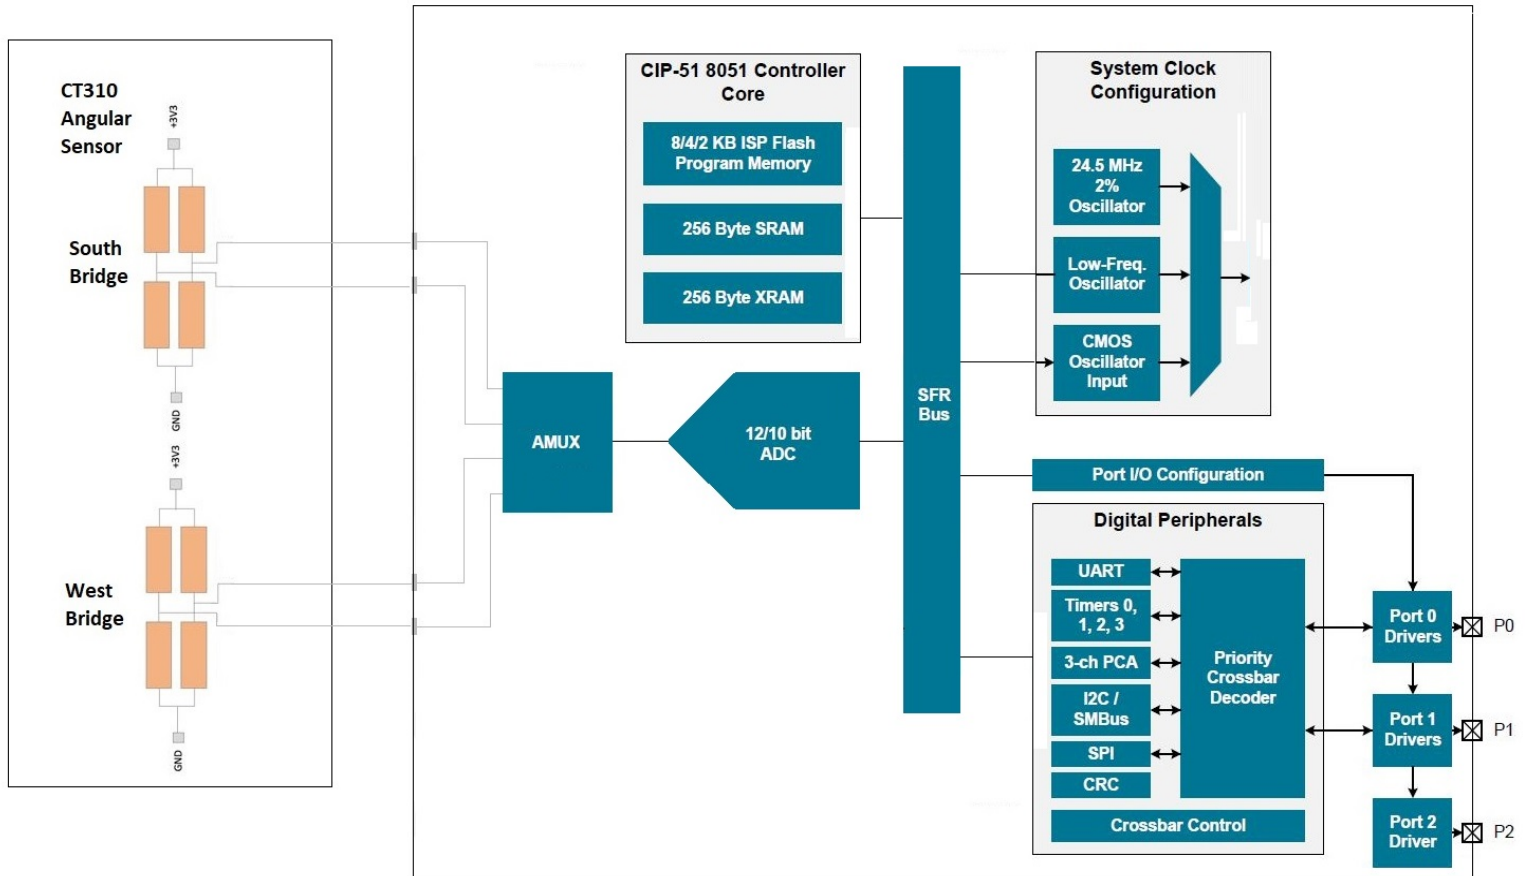 CT310
Angular
Sensor
+3V3
South
Bridge
GND
+3V3
West
Bridge
GND
CIP-51 8051 Controller
Core
8/4/2 KB ISP Flash
Program Memory
256 Byte SRAM
256 Byte XRAM
AMUX
12/10 bit
ADC
SFR
Bus
System Clock
Configuration
24.5 MHz
2%
Oscillator
Low-Freq.
Oscillator
CMOS
Oscillator
Input
Port I/O Configuration
Digital Peripherals
UART
Timers 0,
1, 2, 3
3-ch PCA
I2C /
SMBus
SPI
CRC
Priority
Crossbar
Decoder
Crossbar Control
Port 0
Drivers
P0
Port 1
Drivers
P1
Port 2
Driver
P2